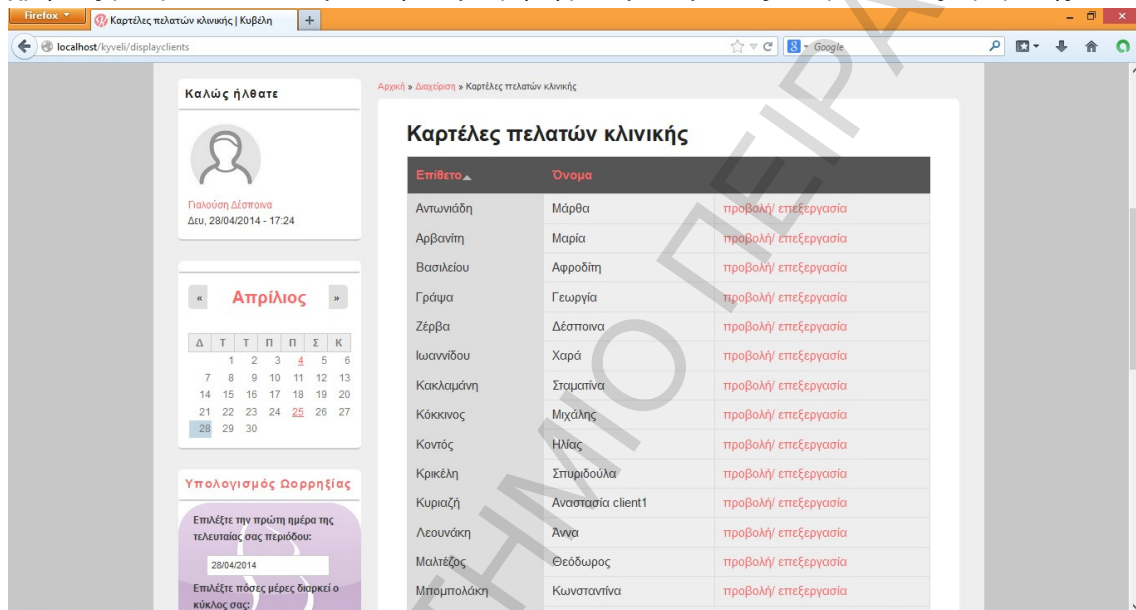 Firefox
Καρτέλες πελατών κλινικής | Κυβέλη
+
localhost/kyveli/displayclients
Google
Καλώς ήλθατε
Γιαλούση Δέσποινα
Δευ, 28/04/2014 - 17:24
« Απρίλιος »
Δ Τ Τ Π Π Σ Κ
1 2 3 4 5 6
7 8 9 10 11 12 13
14 15 16 17 18 19 20
21 22 23 24 25 26 27
28 29 30
Υπολογισμός Ωορρηξίας
Επιλέξτε την πρώτη ημέρα της
τελευταίας σας περιόδου:
28/04/2014
Επιλέξτε πόσες μέρες διαρκεί ο
κύκλος σας:
Αρχική » Διαχείριση » Καρτέλες πελατών κλινικής
Καρτέλες πελατών κλινικής
Επίθετο Όνομα
Αντωνιάδη Μάρθα προβολή/ επεξεργασία
Αρβανίτη Μαρία προβολή/ επεξεργασία
Βασιλείου Αφροδίτη προβολή/ επεξεργασία
Γράψα Γεωργία προβολή/ επεξεργασία
Ζέρβα Δέσποινα προβολή/ επεξεργασία
Ιωαννίδου Χαρά προβολή/ επεξεργασία
Κακλαμάνη Σταματίνα προβολή/ επεξεργασία
Κόκκινος Μιχάλης προβολή/ επεξεργασία
Κοντός Ηλίας προβολή/ επεξεργασία
Κρικέλη Σπυριδούλα προβολή/ επεξεργασία
Κυριαζή Αναστασία client1 προβολή/ επεξεργασία
Λεουνάκη Άννα προβολή/ επεξεργασία
Μαλτέζος Θεόδωρος προβολή/ επεξεργασία
Μπομπολάκη Κωνσταντίνα προβολή/ επεξεργασία